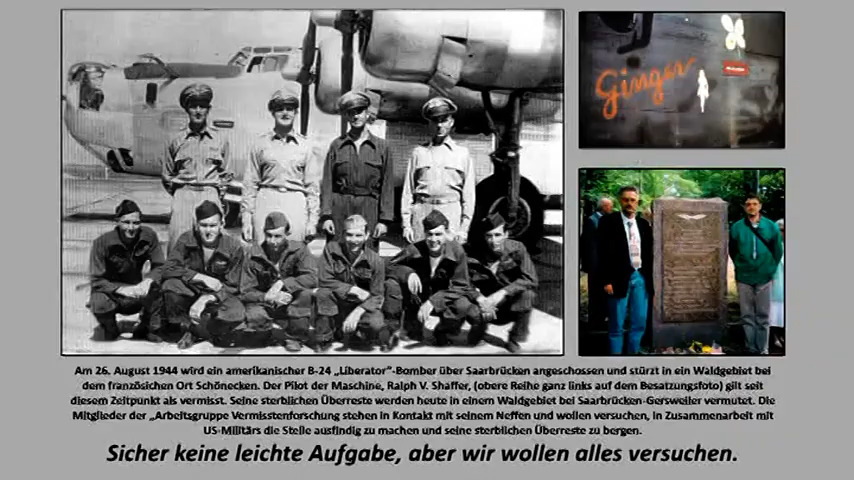 Ginger
Am 26. August 1944 wird ein amerikanischer B-24 „Liberator"-Bomber über Saarbrücken angeschossen und stürzt in ein Waldgebiet bei
dem französichen Ort Schönecken. Der Pilot der Maschine, Ralph V. Shaffer, (obere Reihe ganz links auf dem Besatzungsfoto) gilt seit
diesem Zeitpunkt als vermisst. Seine sterblichen Überreste werden heute in einem Waldgebiet bei Saarbrücken-Gersweiler vermutet. Die
Mitglieder der „Arbeitsgruppe Vermisstenforschung stehen in Kontakt mit seinem Neffen und wollen versuchen, in Zusammenarbeit mit
US-Militärs die Stelle ausfindig zu machen und seine sterblichen Überreste zu bergen.
Sicher keine leichte Aufgabe, aber wir wollen alles versuchen.